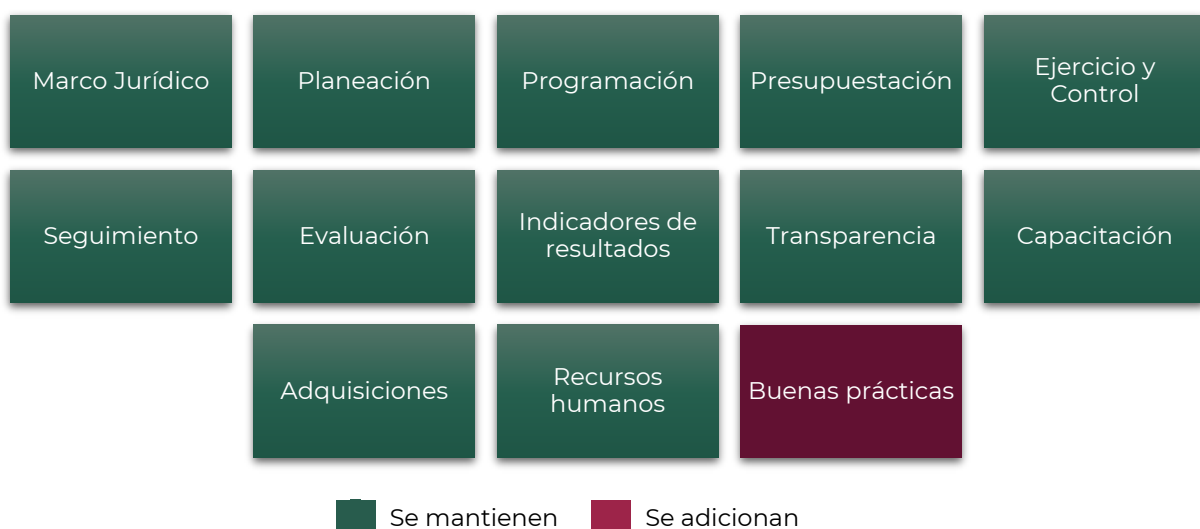 Marco Jurídico
Planeación
Programación
Presupuestación
Ejercicio y
Control
Seguimiento
Evaluación
Indicadores de
resultados
Transparencia
Capacitación
Adquisiciones
Recursos
humanos
Buenas prácticas
Se mantienen
Se adicionan